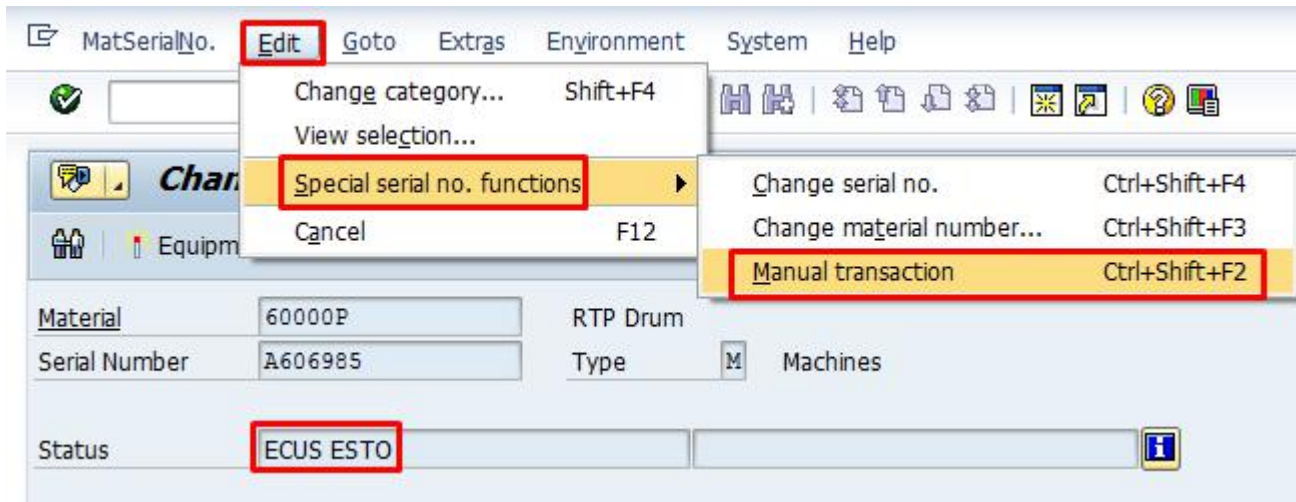 MatSerialNo. Edit Goto Extras Environment System Help
Change category... Shift+F4
View selection...
Chan
Special serial no. functions
Change serial no. Ctrl+Shift+F4
Cancel F12
Change material number... Ctrl+Shift+F3
Equipm
Manual transaction Ctrl+Shift+F2
Material 60000P RTP Drum
Serial Number A606985 Type M Machines
Status ECUS ESTO